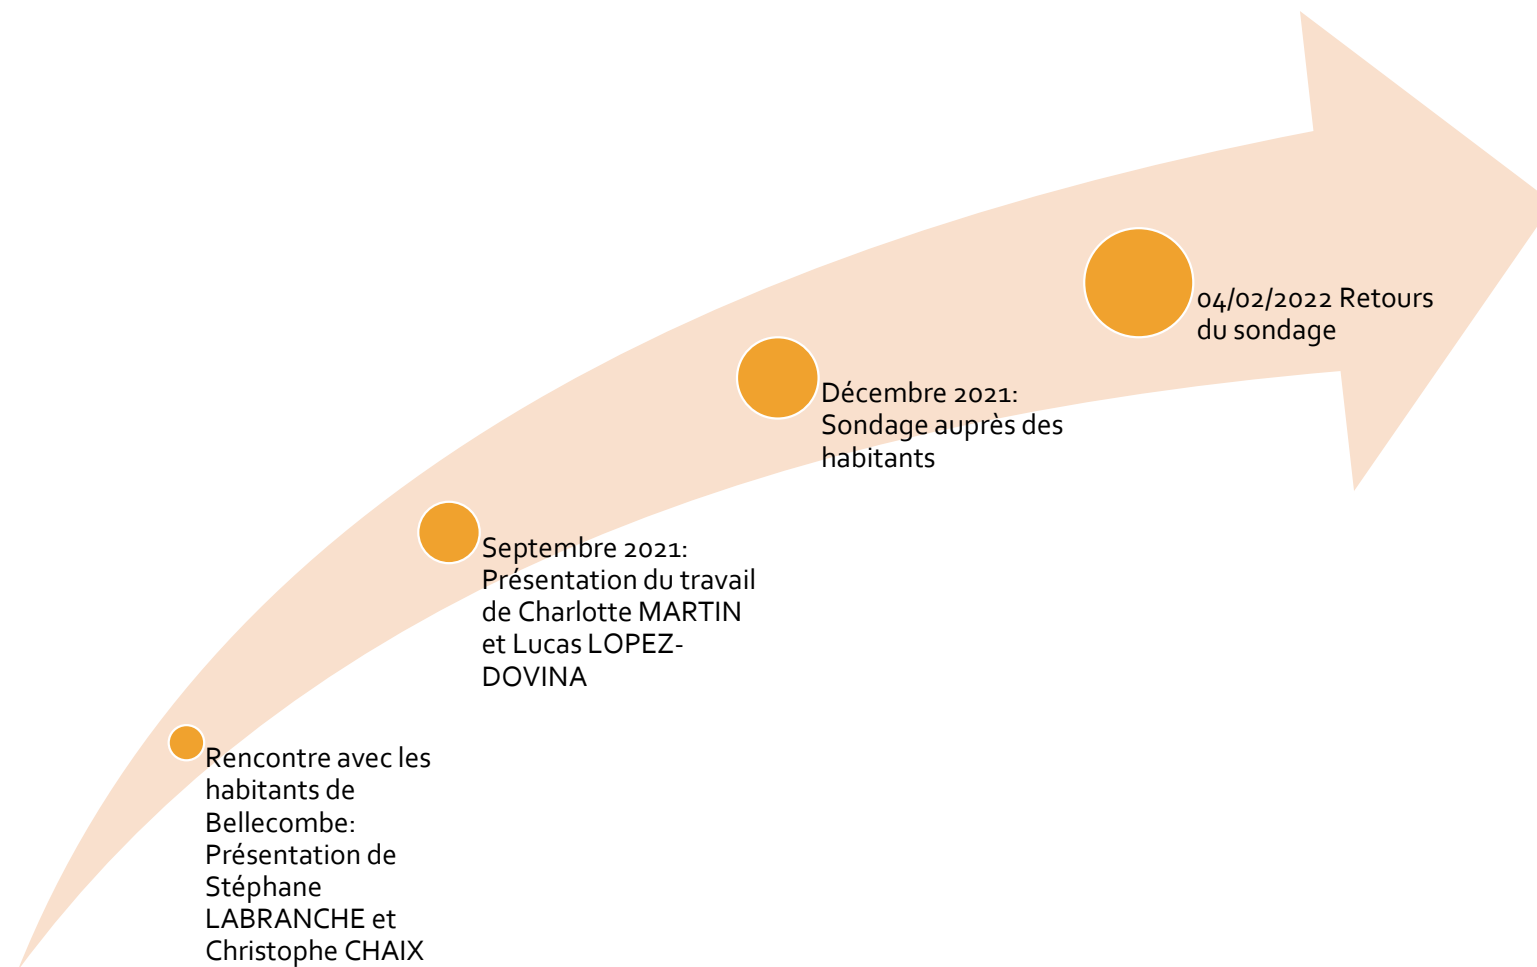 Rencontre avec les
habitants de
Bellecombe:
Présentation de
Stéphane
LABRANCHE et
Christophe CHAIX
Septembre 2021:
Présentation du travail
de Charlotte MARTIN
et Lucas LOPEZ-
DOVINA
Décembre 2021:
Sondage auprès des
habitants
04/02/2022 Retours
du sondage